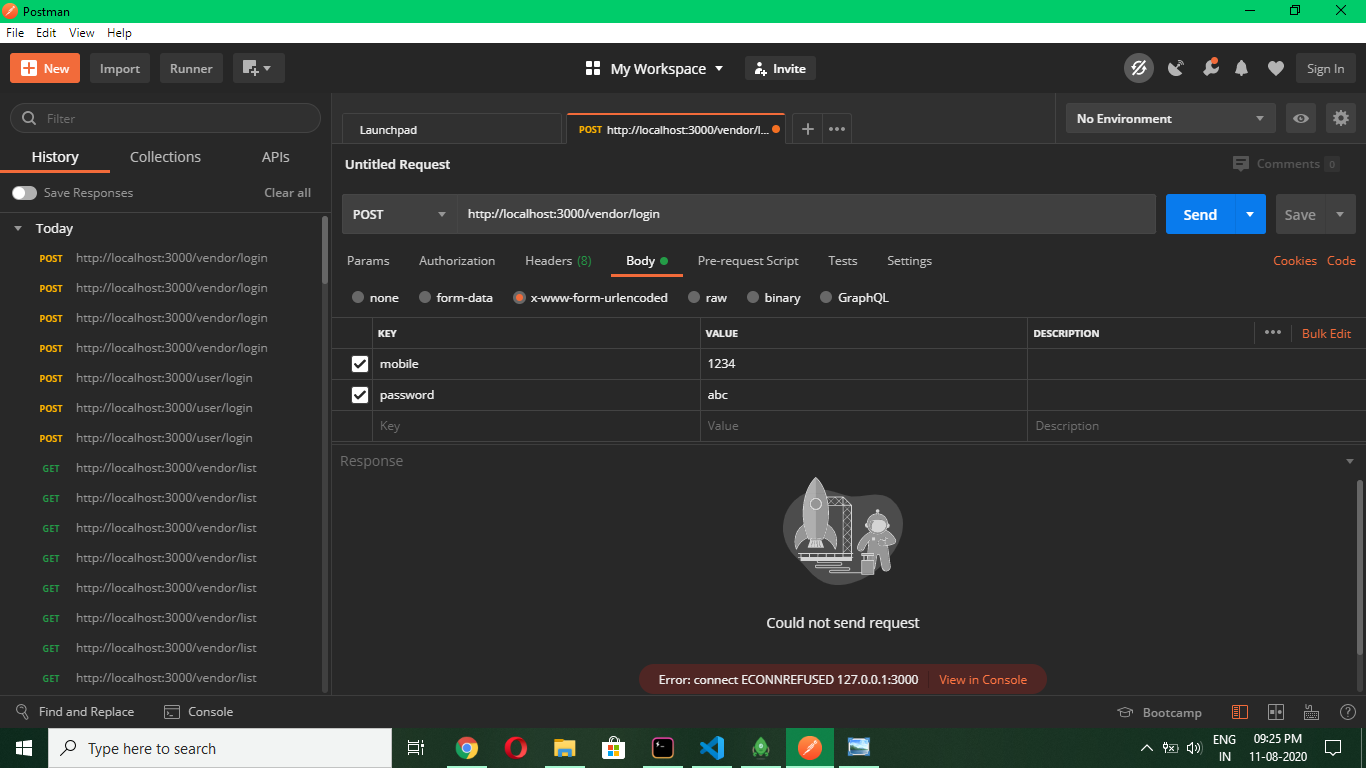 Postman
File Edit View Help
New Import Runner My Workspace Invite Sign In
Filter
History Collections APIs
Save Responses Clear all
Today
POST http://localhost:3000/vendor/login
POST http://localhost:3000/vendor/login
POST http://localhost:3000/vendor/login
POST http://localhost:3000/vendor/login
POST http://localhost:3000/user/login
POST http://localhost:3000/user/login
POST http://localhost:3000/user/login
GET http://localhost:3000/vendor/list
GET http://localhost:3000/vendor/list
GET http://localhost:3000/vendor/list
GET http://localhost:3000/vendor/list
GET http://localhost:3000/vendor/list
GET http://localhost:3000/vendor/list
GET http://localhost:3000/vendor/list
GET http://localhost:3000/vendor/list
Launchpad POST http://localhost:3000/vendor/l... No Environment
Untitled Request Comments 0
POST http://localhost:3000/vendor/login Send Save
Params Authorization Headers (8) Body Pre-request Script Tests Settings Cookies Code
none form-data x-www-form-urlencoded raw binary GraphQL
KEY VALUE DESCRIPTION Bulk Edit
mobile 1234
password abc
Key Value Description
Response
Could not send request
Error: connect ECONNREFUSED 127.0.0.1:3000 View in Console
Find and Replace Console Bootcamp
Type here to search ENG 09:25 PM
IN 11-08-2020